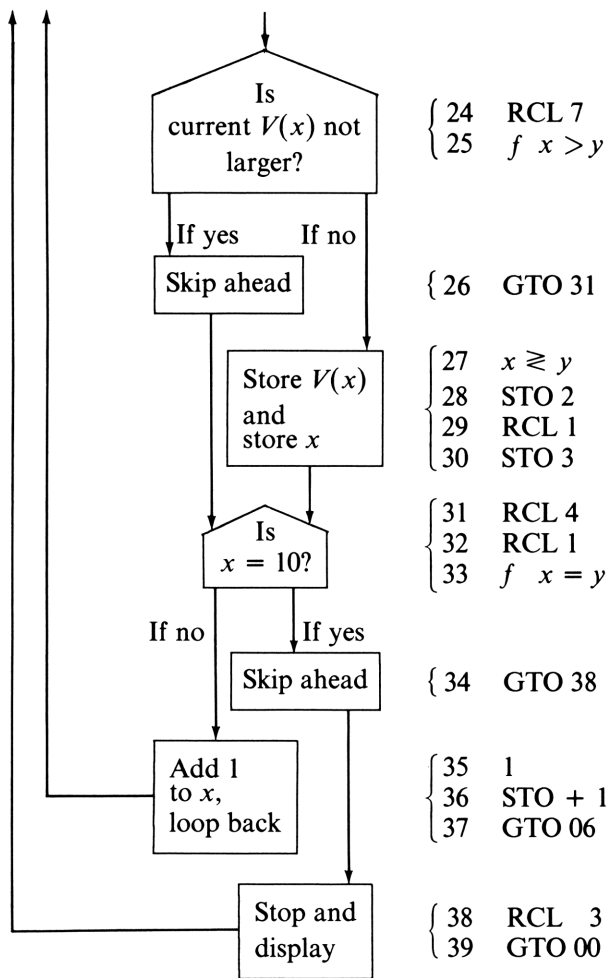 Is
current V(x) not
larger?
{ 24 RCL 7
25 f x > y
If yes
If no
Skip ahead
{ 26 GTO 31
Store V(x)
and
store x
{ 27 x ≷ y
28 STO 2
29 RCL 1
30 STO 3
Is
x = 10?
{ 31 RCL 4
32 RCL 1
33 f x = y
If no
If yes
Skip ahead
{ 34 GTO 38
Add 1
to x,
loop back
{ 35 1
36 STO + 1
37 GTO 06
Stop and
display
{ 38 RCL 3
39 GTO 00